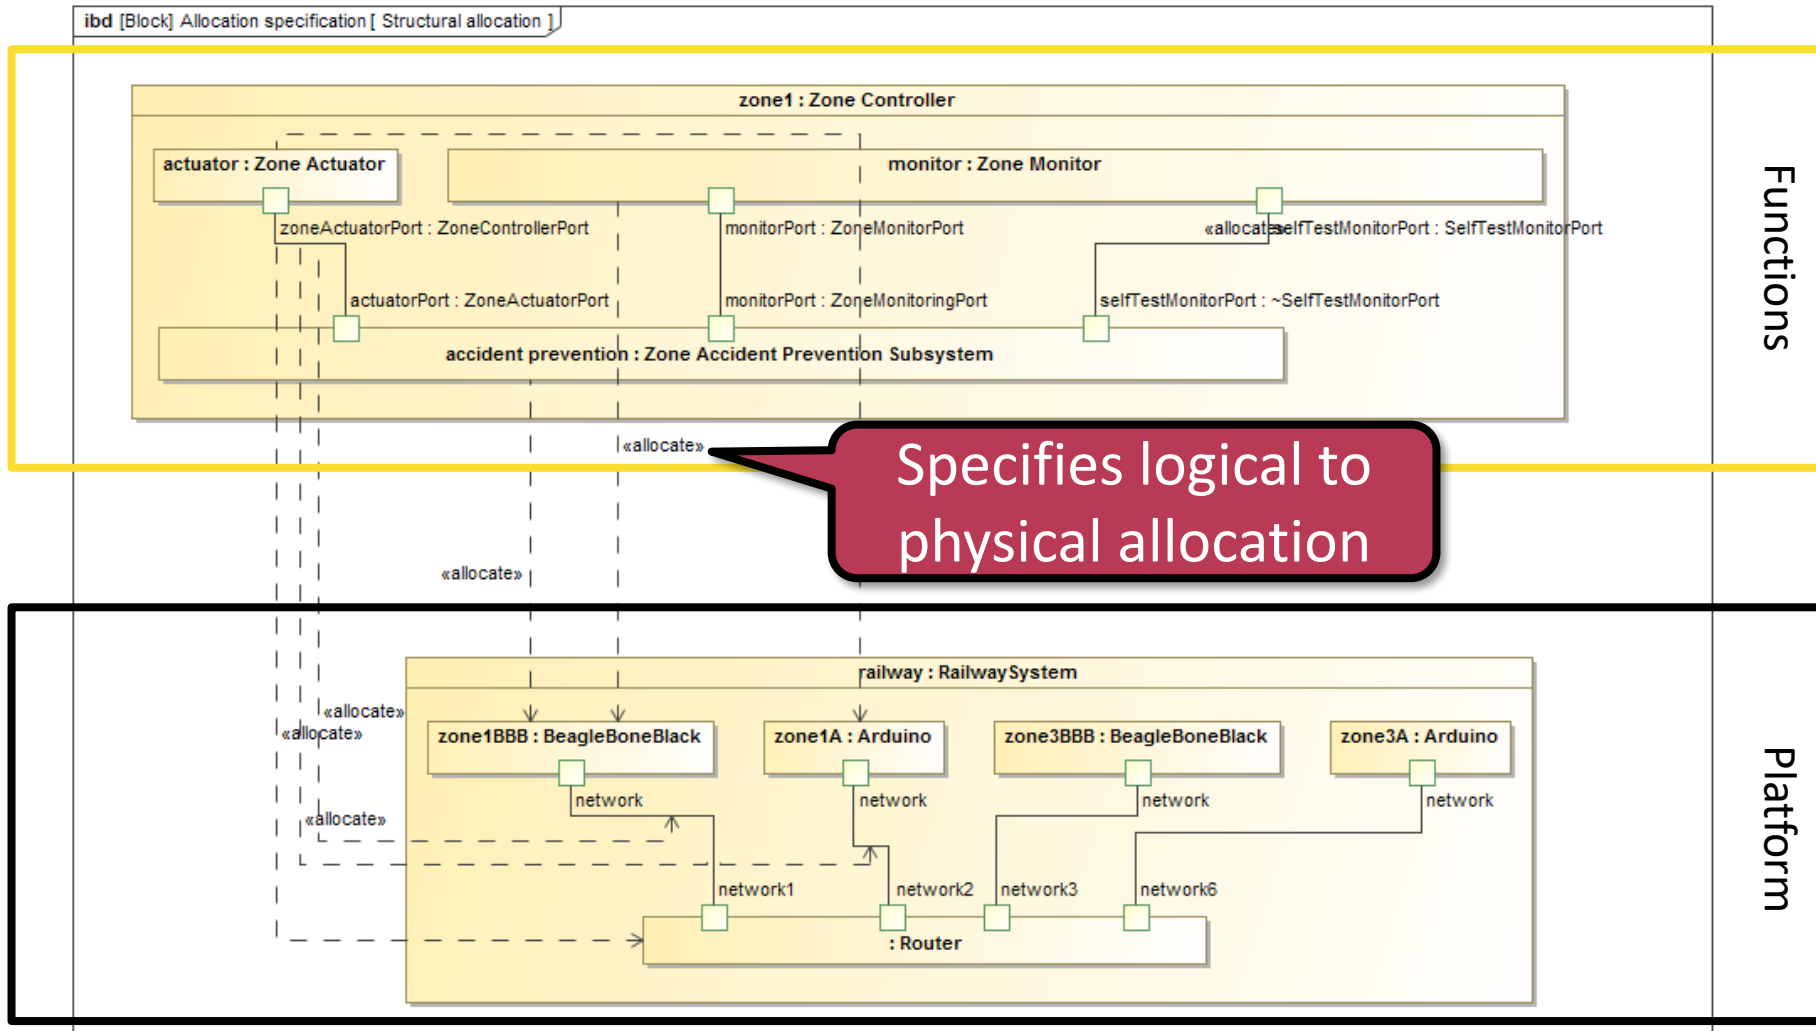 ibd [Block] Allocation specification [ Structural allocation ]
zone1 : Zone Controller
actuator : Zone Actuator
monitor : Zone Monitor
zoneActuatorPort : ZoneControllerPort
monitorPort : ZoneMonitorPort
«allocate»
selfTestMonitorPort : SelfTestMonitorPort
actuatorPort : ZoneActuatorPort
monitorPort : ZoneMonitoringPort
selfTestMonitorPort : ~SelfTestMonitorPort
accident prevention : Zone Accident Prevention Subsystem
Functions
«allocate»
Specifies logical to
physical allocation
«allocate»
railway : RailwaySystem
«allocate»
«allocate»
zone1BBB : BeagleBoneBlack
zone1A : Arduino
zone3BBB : BeagleBoneBlack
zone3A : Arduino
network
network
network
network
«allocate»
network1
network2
network3
network6
: Router
Platform